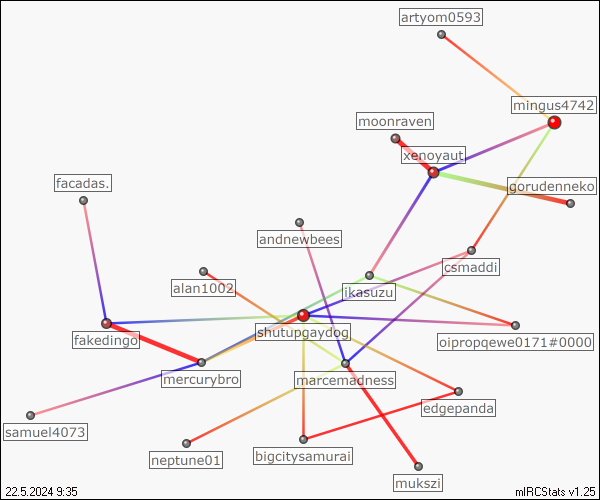 artyom0593
mingus4742
moonraven
xenoyaut
facadas.
gorudenneko
andnewbees
csmaddi
alan1002
ikasuzu
shutupgaydog
fakedingo
oipropqewe0171#0000
mercurybro
marcemadness
edgepanda
samuel4073
bigcitysamurai
neptune01
mukszi
22.5.2024 9:35
mIRCStats v1.25